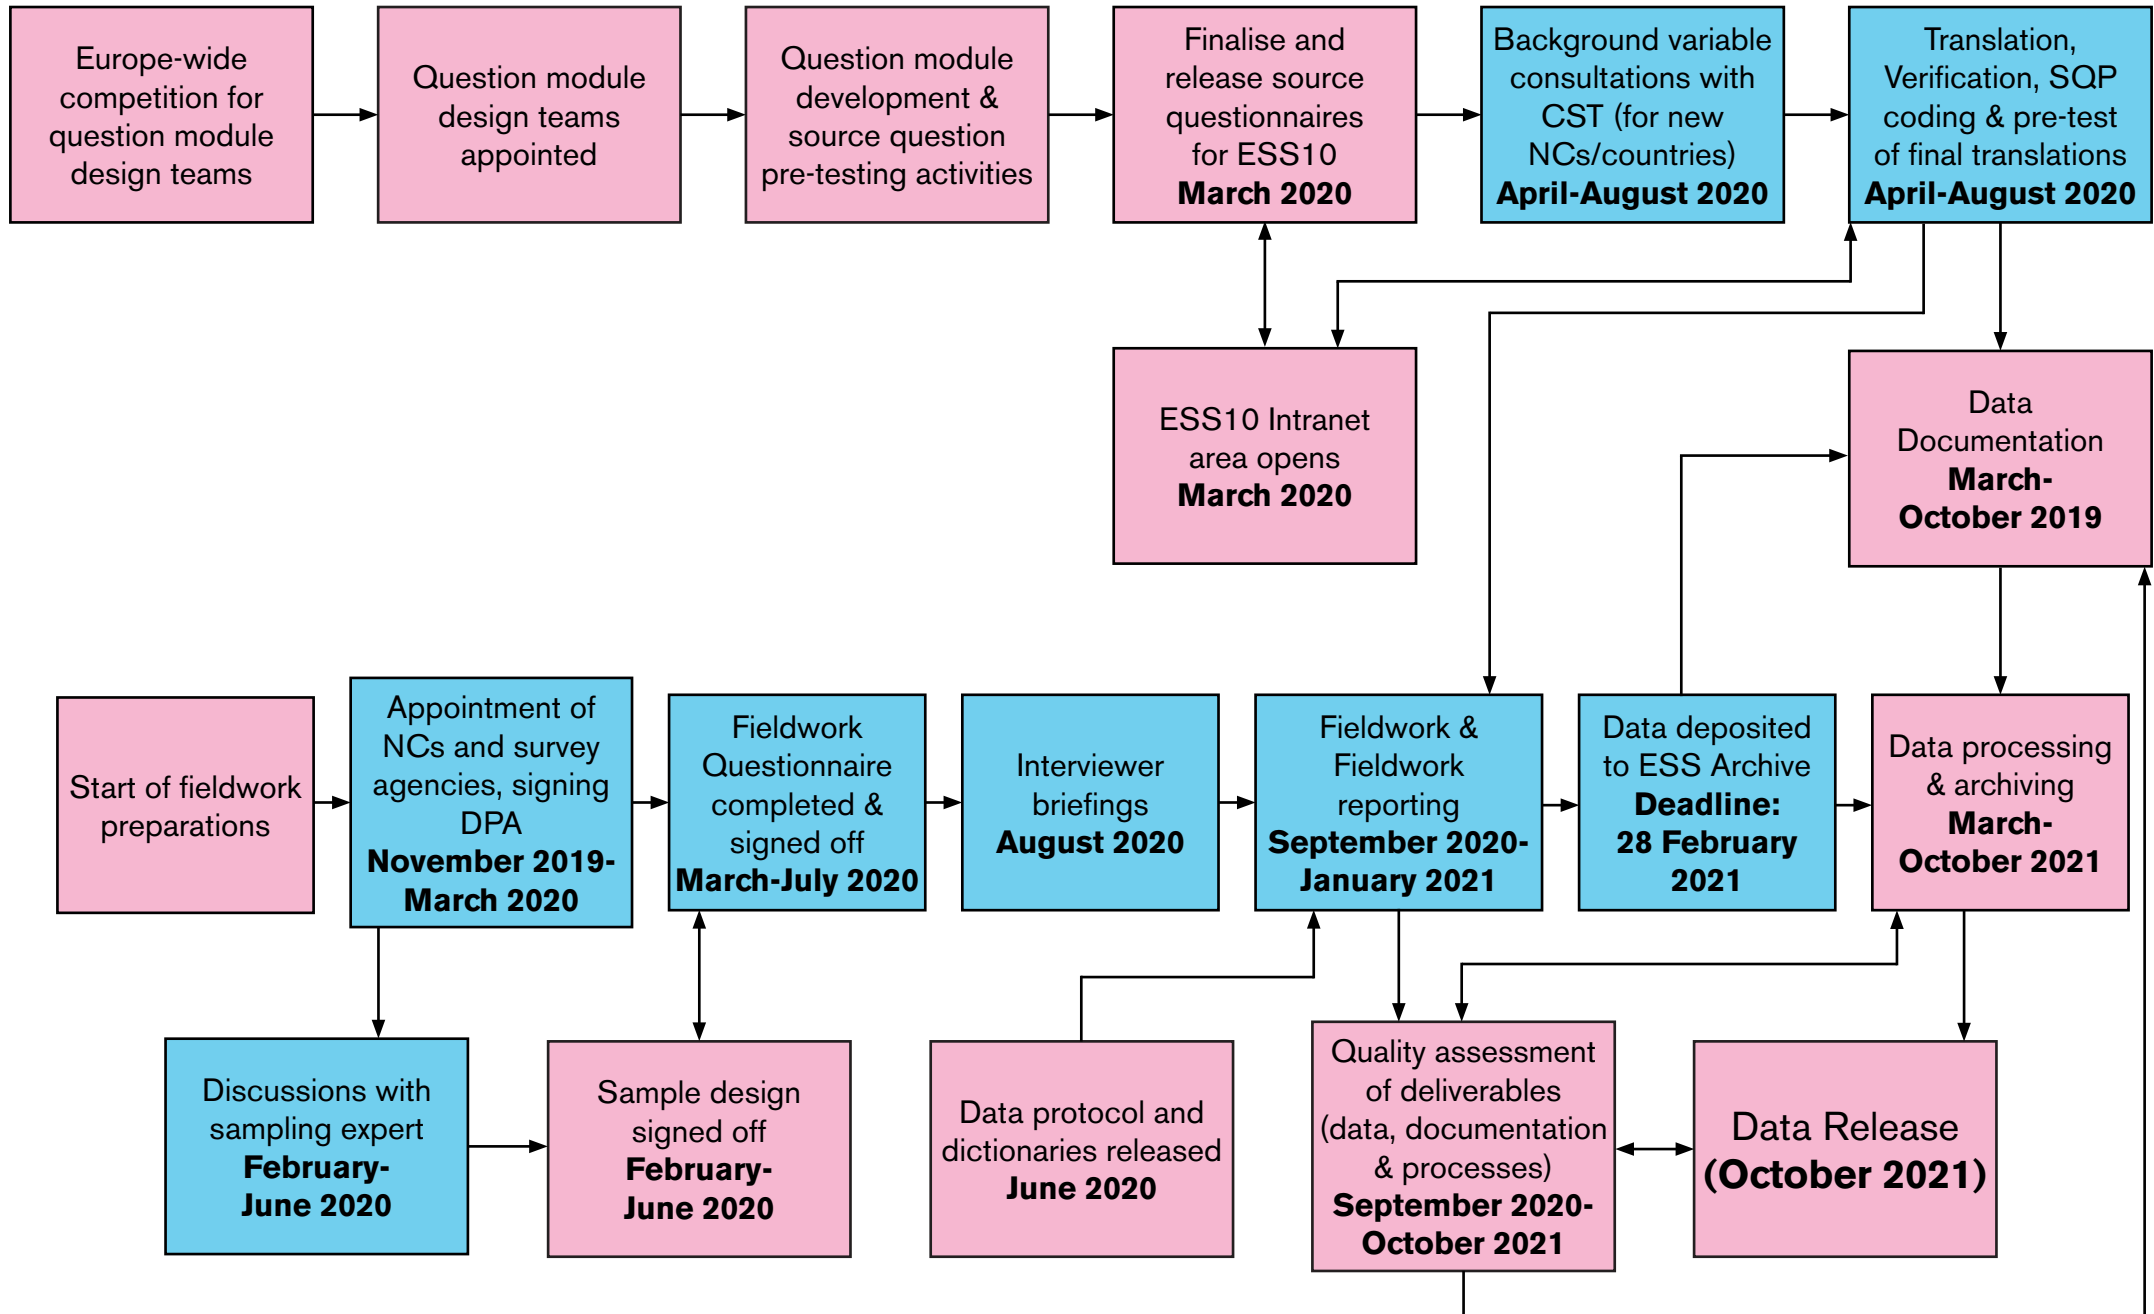 Europe-wide
competition for
question module
design teams
Question module
design teams
appointed
Question module
development &
source question
pre-testing activities
Finalise and
release source
questionnaires
for ESS10
March 2020
Background variable
consultations with
CST (for new
NCs/countries)
April-August 2020
Translation,
Verification, SQP
coding & pre-test
of final translations
April-August 2020
ESS10 Intranet
area opens
March 2020
Data
Documentation
March-
October 2019
Start of fieldwork
preparations
Appointment of
NCs and survey
agencies, signing
DPA
November 2019-
March 2020
Fieldwork
Questionnaire
completed &
signed off
March-July 2020
Interviewer
briefings
August 2020
Fieldwork &
Fieldwork
reporting
September 2020-
January 2021
Data deposited
to ESS Archive
Deadline:
28 February
2021
Data processing
& archiving
March-
October 2021
Discussions with
sampling expert
February-
June 2020
Sample design
signed off
February-
June 2020
Data protocol and
dictionaries released
June 2020
Quality assessment
of deliverables
(data, documentation
& processes)
September 2020-
October 2021
Data Release
(October 2021)